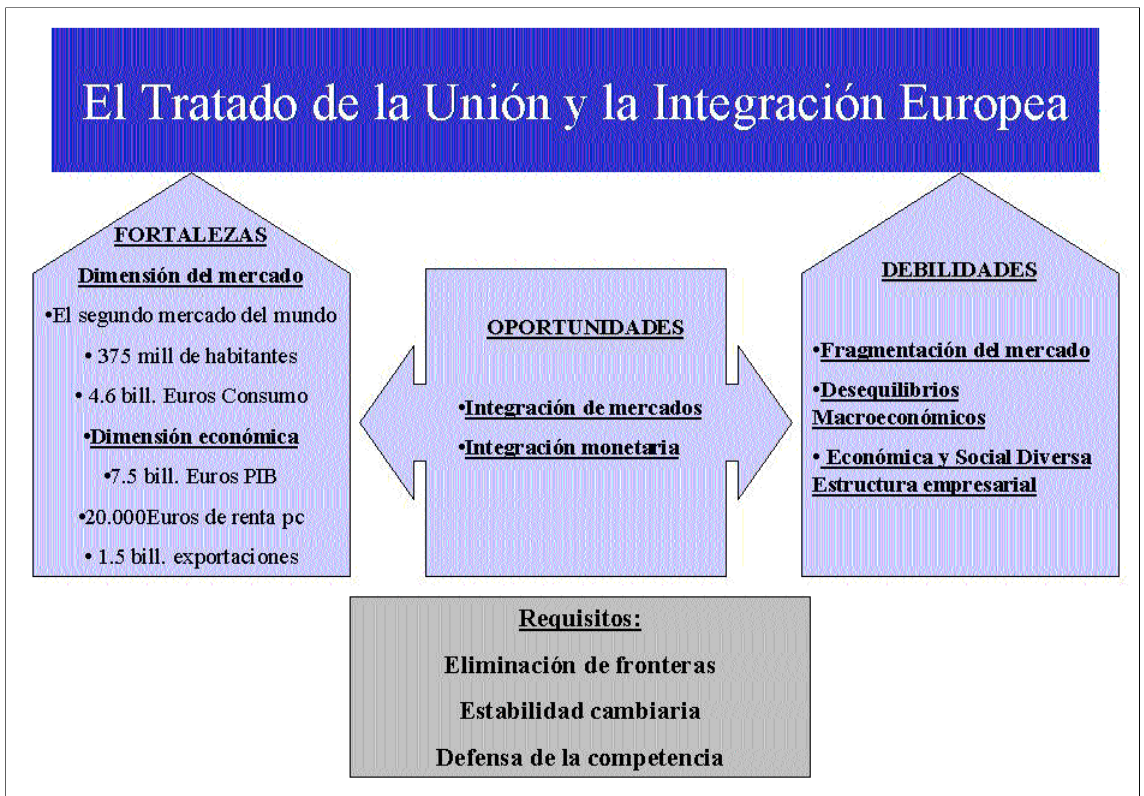 El Tratado de la Unión y la Integración Europea
FORTALEZAS
Dimensión del mercado
•El segundo mercado del mundo
• 375 mill de habitantes
• 4.6 bill. Euros Consumo
•Dimensión económica
•7.5 bill. Euros PIB
•20.000Euros de renta pc
• 1.5 bill. exportaciones
OPORTUNIDADES
•Integración de mercados
•Integración monetaria
DEBILIDADES
•Fragmentación del mercado
•Desequilibrios
Macroeconómicos
• Económica y Social Diversa
Estructura empresarial
Requisitos:
Eliminación de fronteras
Estabilidad cambiaria
Defensa de la competencia